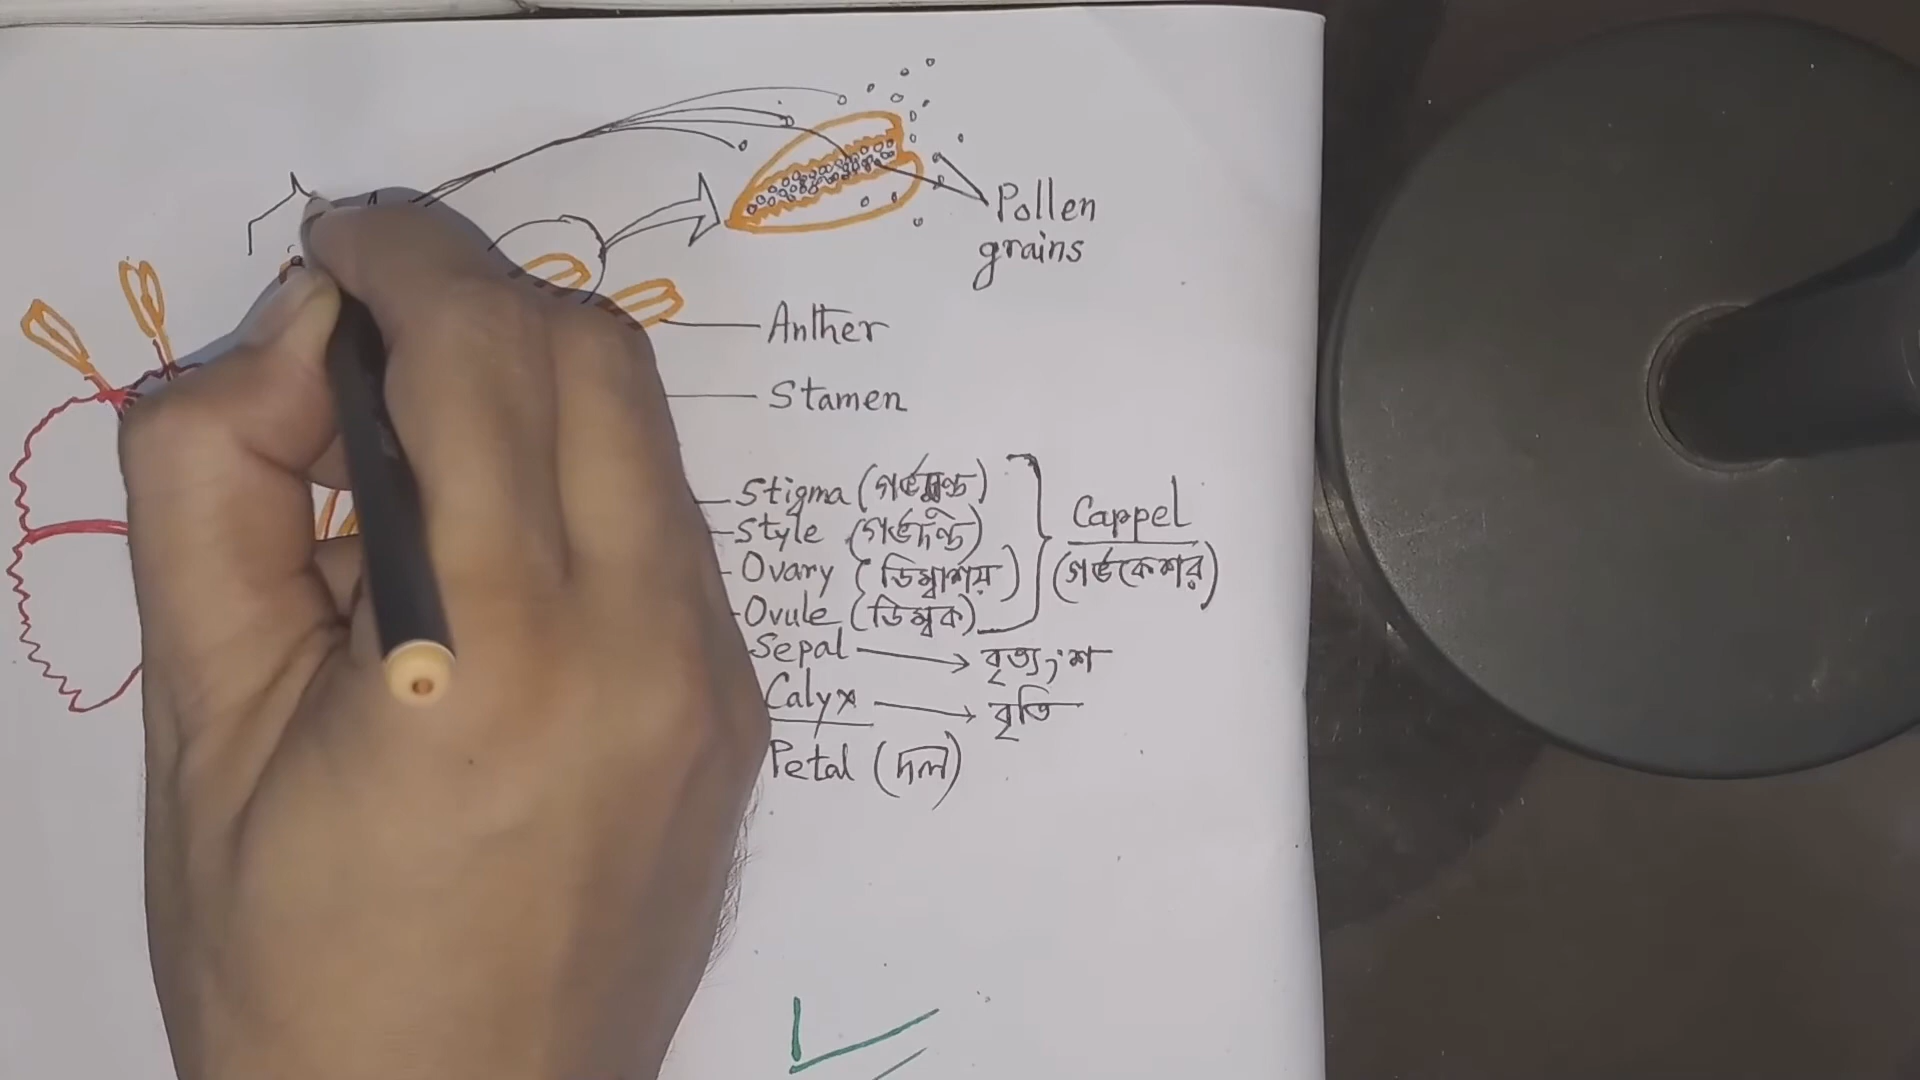 Pollen
grains
Anther
Stamen
Stigma (গর্ভমুন্ড)
Style (গর্ভদন্ড)
Ovary (ডিম্বাশয়)
Ovule (ডিম্বক)
Cappel
(গর্ভকেশর)
Sepal → বৃত্যংশ
Calyx → বৃতি
Petal (দল)